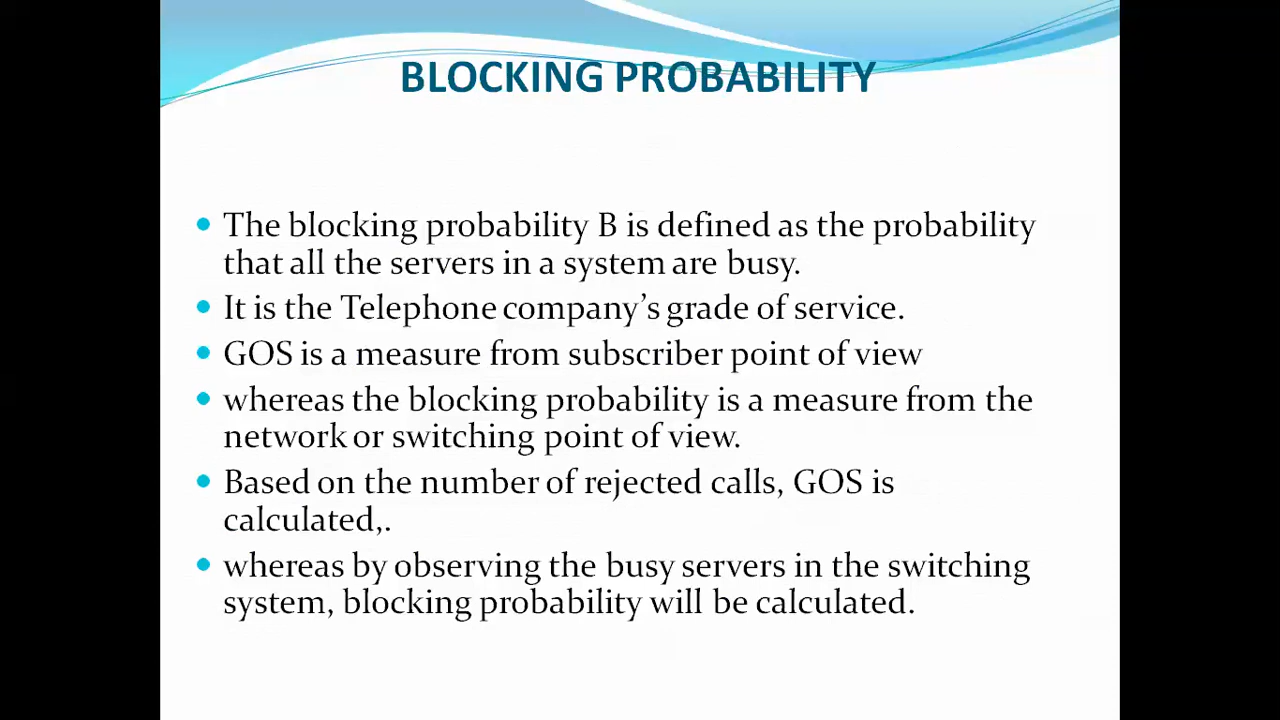 BLOCKING PROBABILITY
• The blocking probability B is defined as the probability
that all the servers in a system are busy.
• It is the Telephone company’s grade of service.
• GOS is a measure from subscriber point of view
• whereas the blocking probability is a measure from the
network or switching point of view.
• Based on the number of rejected calls, GOS is
calculated,.
• whereas by observing the busy servers in the switching
system, blocking probability will be calculated.